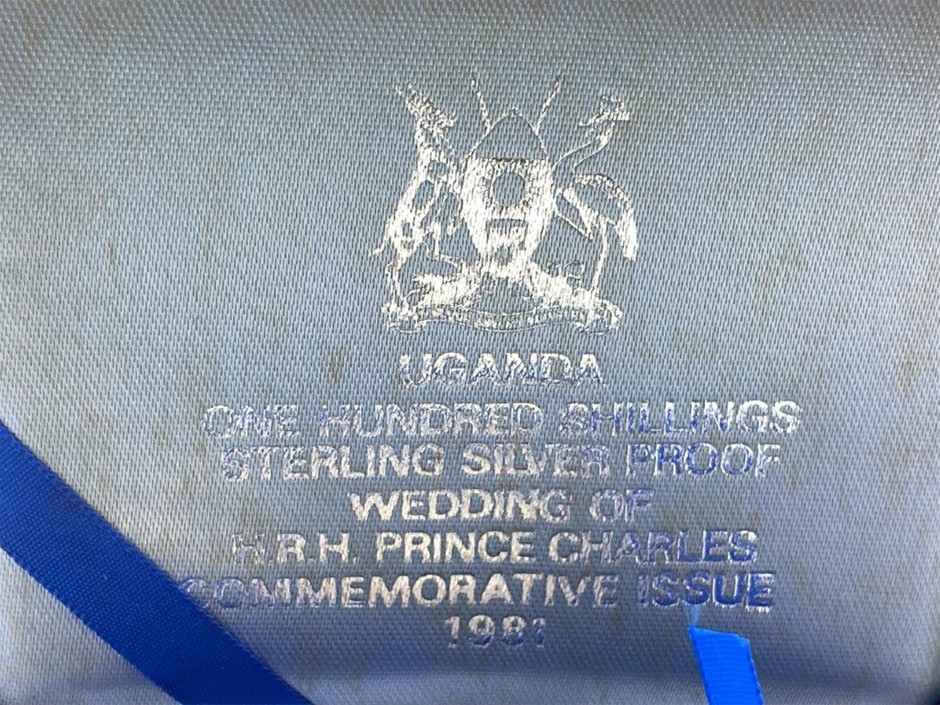 UGANDA
ONE HUNDRED SHILLINGS
STERLING SILVER PROOF
WEDDING OF
H.R.H. PRINCE CHARLES
COMMEMORATIVE ISSUE
1981